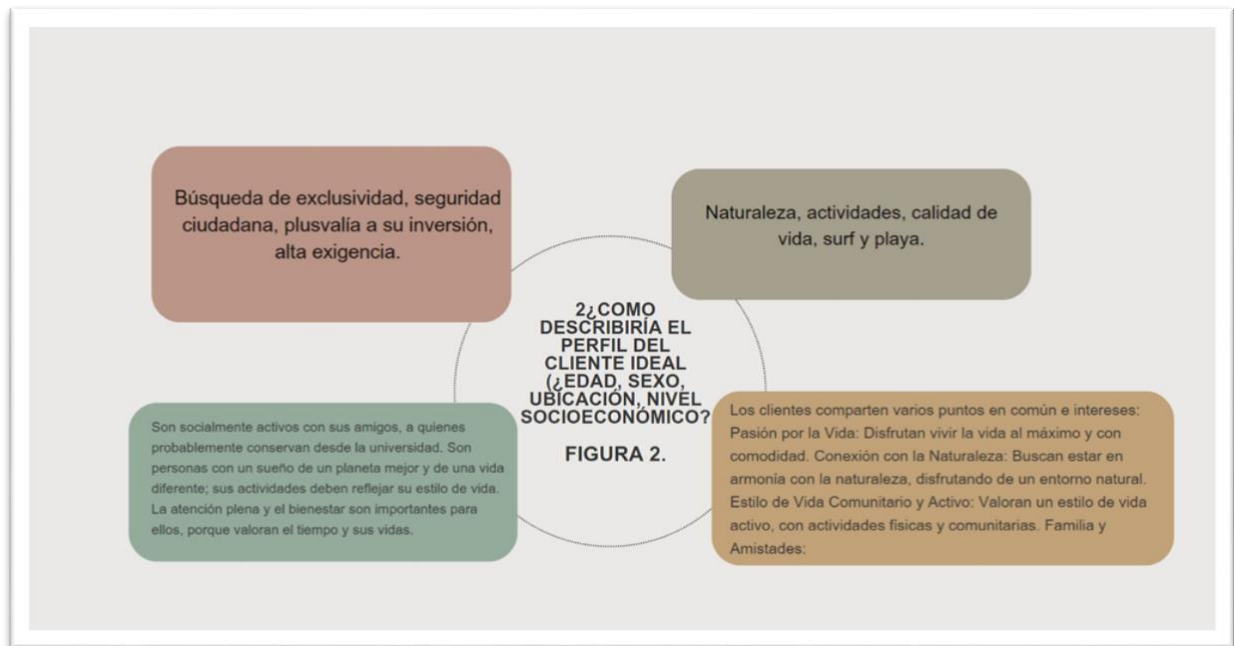 Búsqueda de exclusividad, seguridad
ciudadana, plusvalía a su inversión,
alta exigencia.
Naturaleza, actividades, calidad de
vida, surf y playa.
2¿COMO
DESCRIBIRÍA EL
PERFIL DEL
CLIENTE IDEAL
(¿EDAD, SEXO,
UBICACIÓN, NIVEL
SOCIOECONÓMICO?
FIGURA 2.
Son socialmente activos con sus amigos, a quienes
probablemente conservan desde la universidad. Son
personas con un sueño de un planeta mejor y de una vida
diferente; sus actividades deben reflejar su estilo de vida.
La atención plena y el bienestar son importantes para
ellos, porque valoran el tiempo y sus vidas.
Los clientes comparten varios puntos en común e intereses:
Pasión por la Vida: Disfrutan vivir la vida al máximo y con
comodidad. Conexión con la Naturaleza: Buscan estar en
armonía con la naturaleza, disfrutando de un entorno natural.
Estilo de Vida Comunitario y Activo: Valoran un estilo de vida
activo, con actividades físicas y comunitarias. Familia y
Amistades: